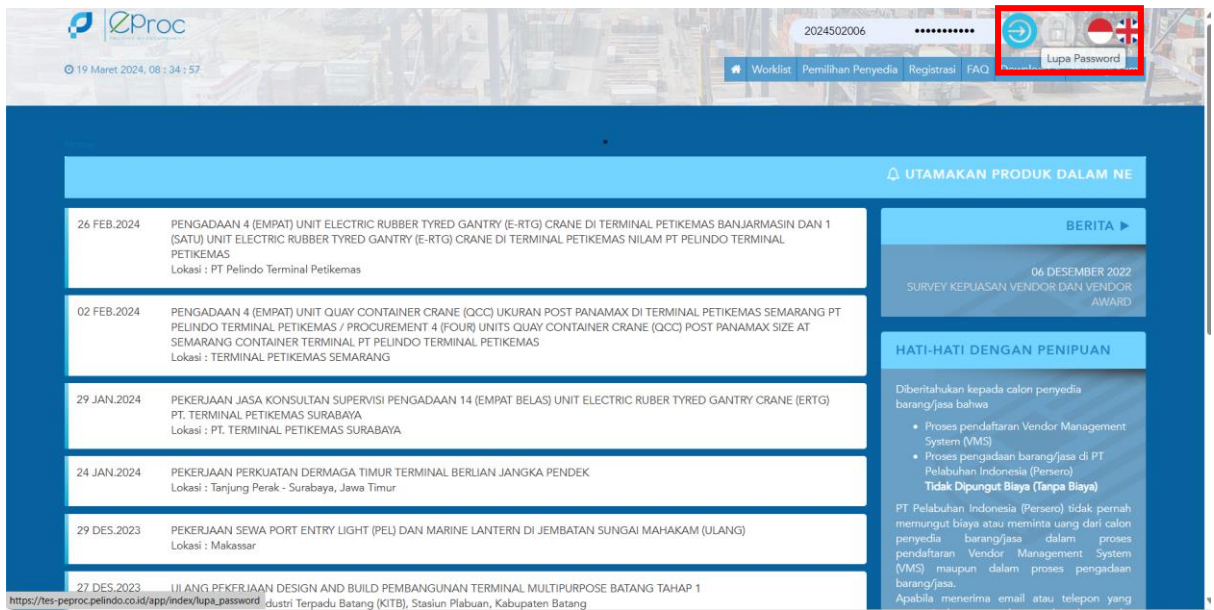 eProc
2024502006 •••••••••••
19 Maret 2024, 08 : 34 : 57
Worklist Pemilihan Penyedia Registrasi FAQ
Lupa Password
UTAMAKAN PRODUK DALAM NE
26 FEB.2024
PENGADAAN 4 (EMPAT) UNIT ELECTRIC RUBBER TYRED GANTRY (E-RTG) CRANE DI TERMINAL PETIKEMAS BANJARMASIN DAN 1
(SATU) UNIT ELECTRIC RUBBER TYRED GANTRY (E-RTG) CRANE DI TERMINAL PETIKEMAS NILAM PT PELINDO TERMINAL
PETIKEMAS
Lokasi : PT Pelindo Terminal Petikemas
02 FEB.2024
PENGADAAN 4 (EMPAT) UNIT QUAY CONTAINER CRANE (QCC) UKURAN POST PANAMAX DI TERMINAL PETIKEMAS SEMARANG PT
PELINDO TERMINAL PETIKEMAS / PROCUREMENT 4 (FOUR) UNITS QUAY CONTAINER CRANE (QCC) POST PANAMAX SIZE AT
SEMARANG CONTAINER TERMINAL PT PELINDO TERMINAL PETIKEMAS
Lokasi : TERMINAL PETIKEMAS SEMARANG
29 JAN.2024
PEKERJAAN JASA KONSULTAN SUPERVISI PENGADAAN 14 (EMPAT BELAS) UNIT ELECTRIC RUBER TYRED GANTRY CRANE (ERTG)
PT. TERMINAL PETIKEMAS SURABAYA
Lokasi : PT. TERMINAL PETIKEMAS SURABAYA
24 JAN.2024
PEKERJAAN PERKUATAN DERMAGA TIMUR TERMINAL BERLIAN JANGKA PENDEK
Lokasi : Tanjung Perak - Surabaya, Jawa Timur
29 DES.2023
PEKERJAAN SEWA PORT ENTRY LIGHT (PEL) DAN MARINE LANTERN DI JEMBATAN SUNGAI MAHAKAM (ULANG)
Lokasi : Makassar
27 DES.2023
ULANG PEKERJAAN DESIGN AND BUILD PEMBANGUNAN TERMINAL MULTIPURPOSE BATANG TAHAP 1
dustri Terpadu Batang (KITB), Stasiun Plabuan, Kabupaten Batang
https://tes-peproc.pelindo.co.id/app/index/lupa_password
BERITA
06 DESEMBER 2022
SURVEY KEPUASAN VENDOR DAN VENDOR
AWARD
HATI-HATI DENGAN PENIPUAN
Diberitahukan kepada calon penyedia
barang/jasa bahwa
• Proses pendaftaran Vendor Management
System (VMS)
• Proses pengadaan barang/jasa di PT
Pelabuhan Indonesia (Persero)
Tidak Dipungut Biaya (Tanpa Biaya)
PT Pelabuhan Indonesia (Persero) tidak pernah
memungut biaya atau meminta uang dari calon
penyedia barang/jasa dalam proses
pendaftaran Vendor Management System
(VMS) maupun dalam proses pengadaan
barang/jasa.
Apabila menerima email atau telepon yang